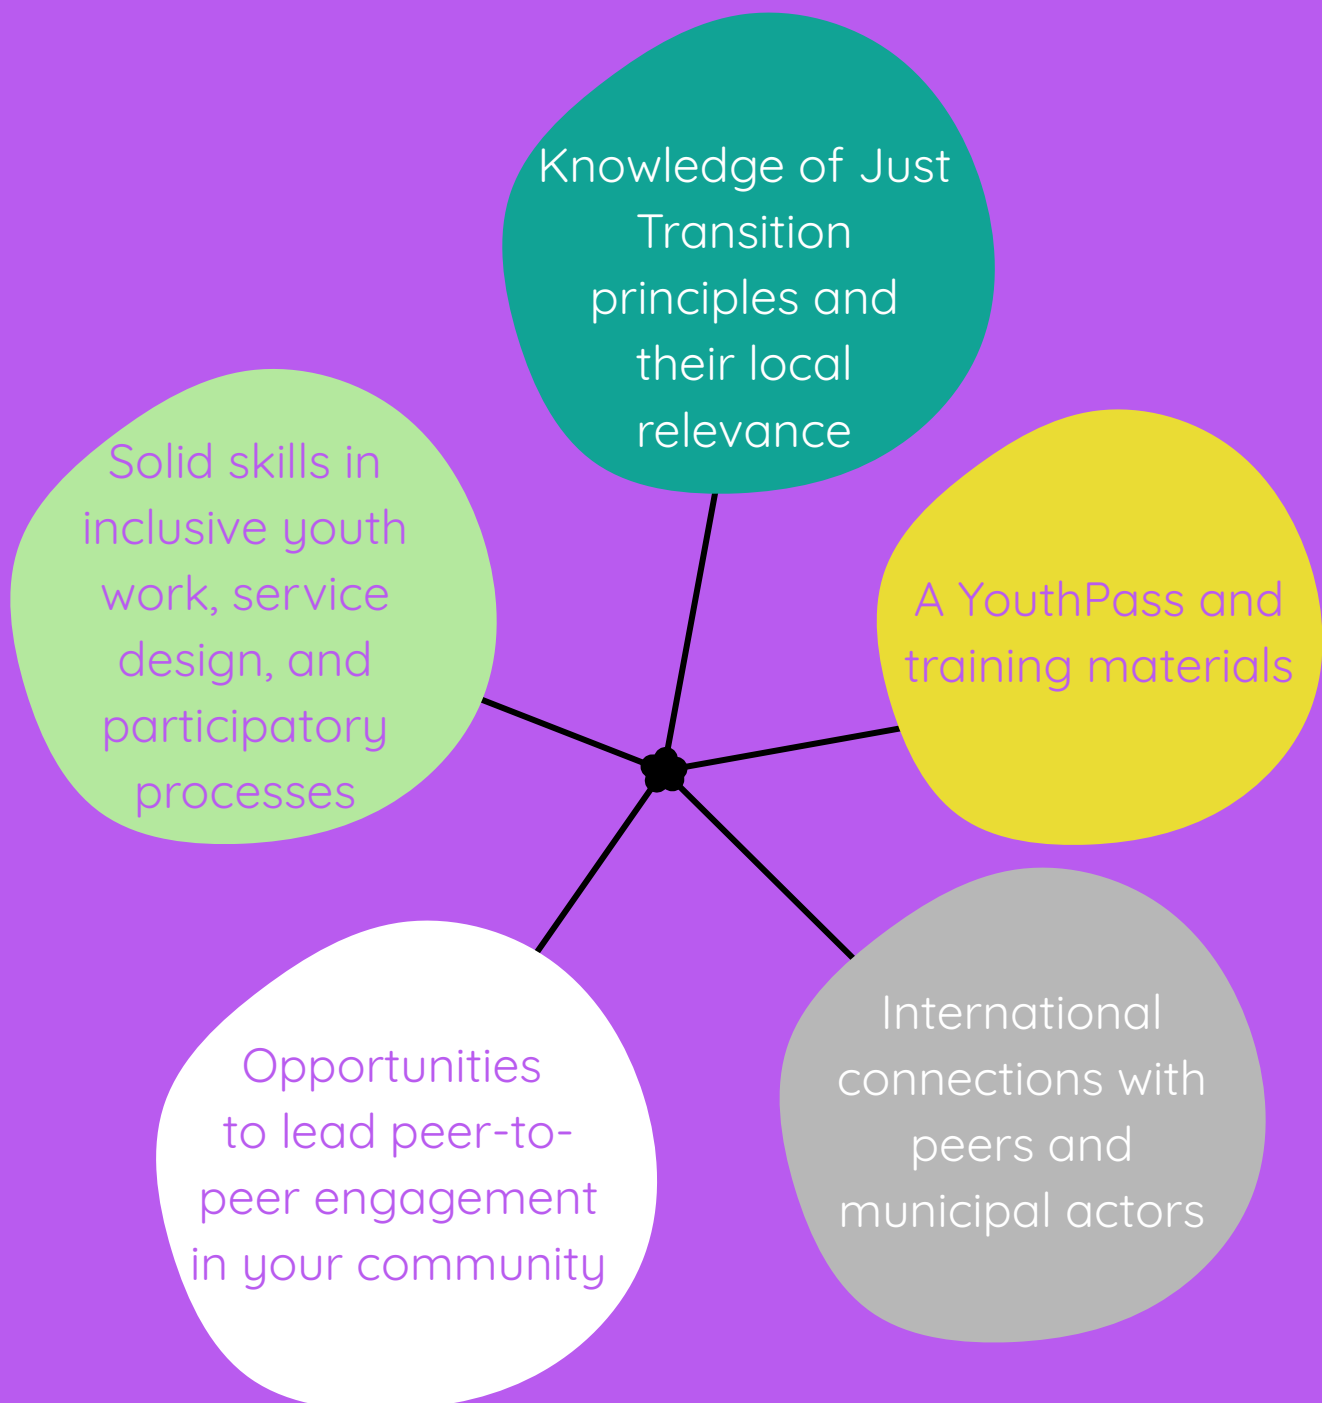 Knowledge of Just
Transition
principles and
their local
relevance
Solid skills in
inclusive youth
work, service
design, and
participatory
processes
A YouthPass and
training materials
Opportunities
to lead peer-to-
peer engagement
in your community
International
connections with
peers and
municipal actors